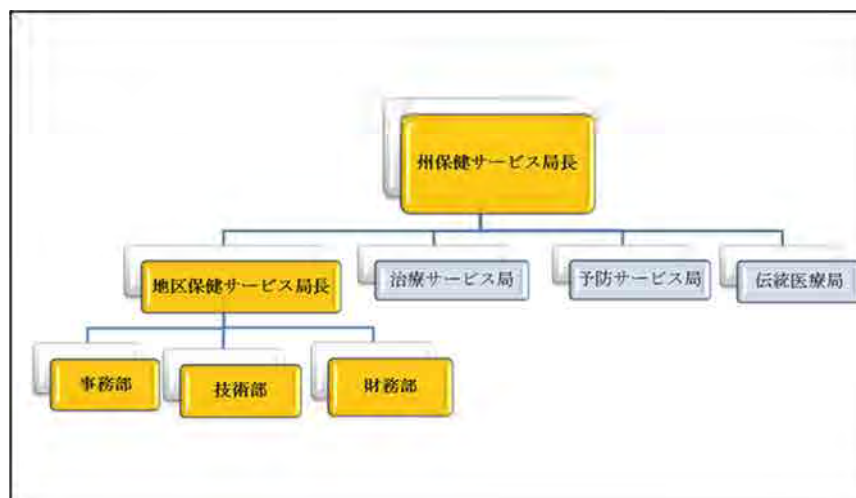 州保健サービス局長
地区保健サービス局長
治療サービス局
予防サービス局
伝統医療局
事務部
技術部
財務部